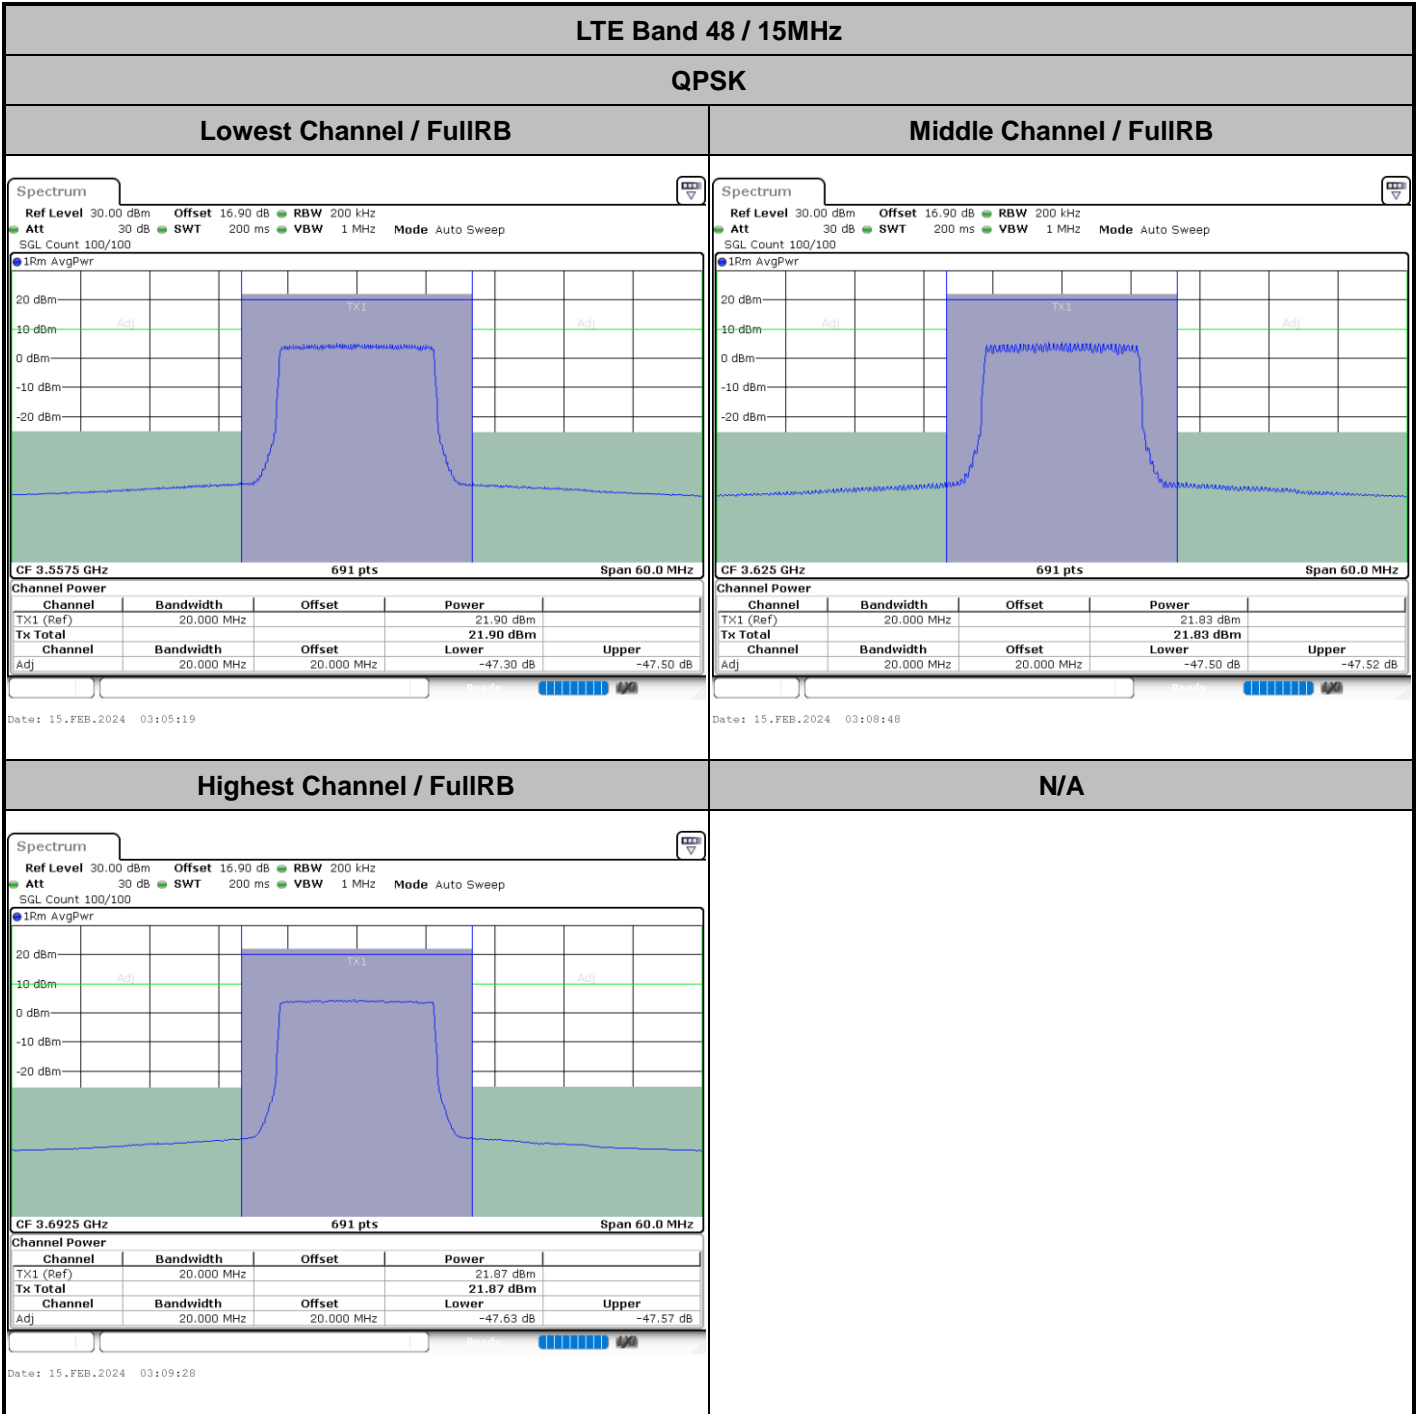 LTE Band 48 / 15MHz
QPSK
Lowest Channel / FullRB
Middle Channel / FullRB
Spectrum
Ref Level 30.00 dBm Offset 16.90 dB RBW 200 kHz
Att 30 dB SWT 200 ms VBW 1 MHz Mode Auto Sweep
SGL Count 100/100
1Rm AvgPwr
TX1
Adj
Adj
20 dBm
10 dBm
0 dBm
-10 dBm
-20 dBm
CF 3.5575 GHz 691 pts Span 60.0 MHz
Channel Power
Channel Bandwidth Offset Power
TX1 (Ref) 20.000 MHz 21.90 dBm
Tx Total 21.90 dBm
Channel Bandwidth Offset Lower Upper
Adj 20.000 MHz 20.000 MHz -47.30 dB -47.50 dB
Ready
Date: 15.FEB.2024 03:05:19
Spectrum
Ref Level 30.00 dBm Offset 16.90 dB RBW 200 kHz
Att 30 dB SWT 200 ms VBW 1 MHz Mode Auto Sweep
SGL Count 100/100
1Rm AvgPwr
TX1
Adj
Adj
20 dBm
10 dBm
0 dBm
-10 dBm
-20 dBm
CF 3.625 GHz 691 pts Span 60.0 MHz
Channel Power
Channel Bandwidth Offset Power
TX1 (Ref) 20.000 MHz 21.83 dBm
Tx Total 21.83 dBm
Channel Bandwidth Offset Lower Upper
Adj 20.000 MHz 20.000 MHz -47.50 dB -47.52 dB
Ready
Date: 15.FEB.2024 03:08:48
Highest Channel / FullRB
N/A
Spectrum
Ref Level 30.00 dBm Offset 16.90 dB RBW 200 kHz
Att 30 dB SWT 200 ms VBW 1 MHz Mode Auto Sweep
SGL Count 100/100
1Rm AvgPwr
TX1
Adj
Adj
20 dBm
10 dBm
0 dBm
-10 dBm
-20 dBm
CF 3.6925 GHz 691 pts Span 60.0 MHz
Channel Power
Channel Bandwidth Offset Power
TX1 (Ref) 20.000 MHz 21.87 dBm
Tx Total 21.87 dBm
Channel Bandwidth Offset Lower Upper
Adj 20.000 MHz 20.000 MHz -47.63 dB -47.57 dB
Ready
Date: 15.FEB.2024 03:09:28